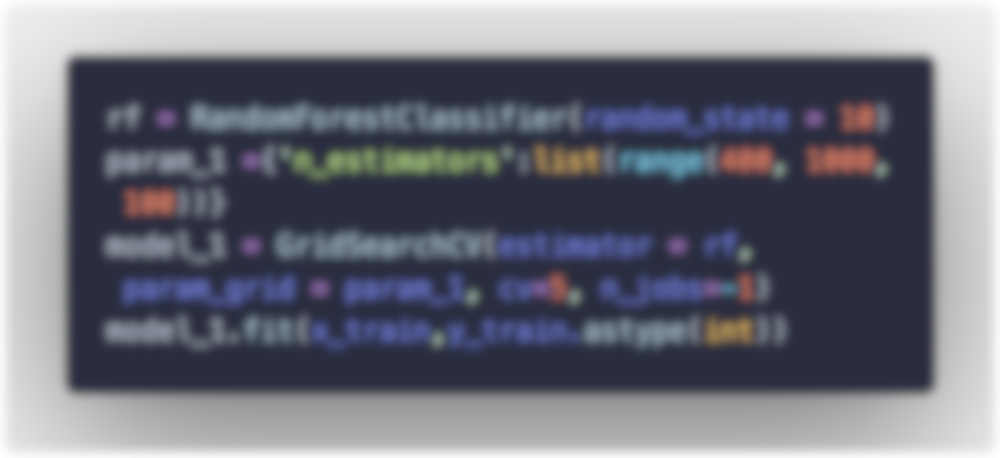 rf = RandomForestClassifier(random_state = 10)
param_1 ={'n_estimators':list(range(400, 1000,
100))}
model_1 = GridSearchCV(estimator = rf,
param_grid = param_1, cv=5, n_jobs=-1)
model_1.fit(x_train,y_train.astype(int))